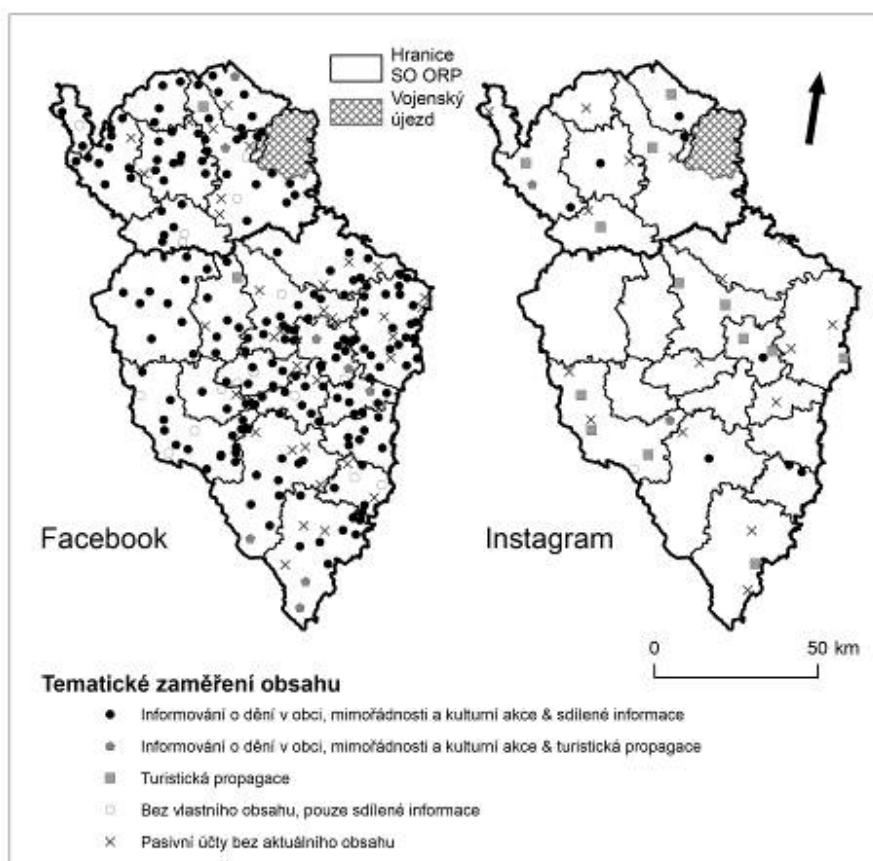 Hranice
SO ORP
Vojenský
újezd
Facebook
Instagram
0 50 km
Tematické zaměření obsahu
Informování o dění v obci, mimořádnosti a kulturní akce & sdílené informace
Informování o dění v obci, mimořádnosti a kulturní akce & turistická propagace
Turistická propagace
Bez vlastního obsahu, pouze sdílené informace
Pasivní účty bez aktuálního obsahu